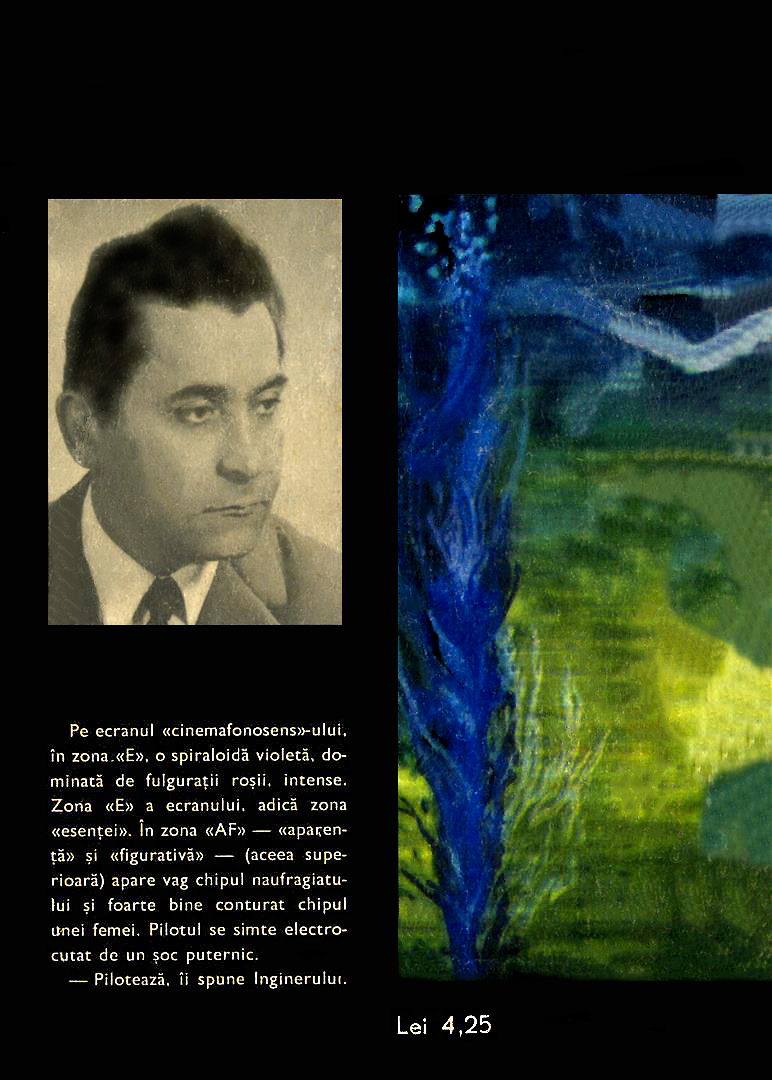 Pe ecranul «cinemafonosens»-ului,
în zona «E», o spiraloidă violetă, do-
minată de fulgurații roșii, intense.
Zona «E» a ecranului, adică zona
«esenței». În zona «AF» — «aparen-
ță» și «figurativă» — (aceea supe-
rioară) apare vag chipul naufragiatu-
lui și foarte bine conturat chipul
unei femei. Pilotul se simte electro-
cutat de un șoc puternic.
— Pilotează, îi spune Inginerului.
Lei 4,25